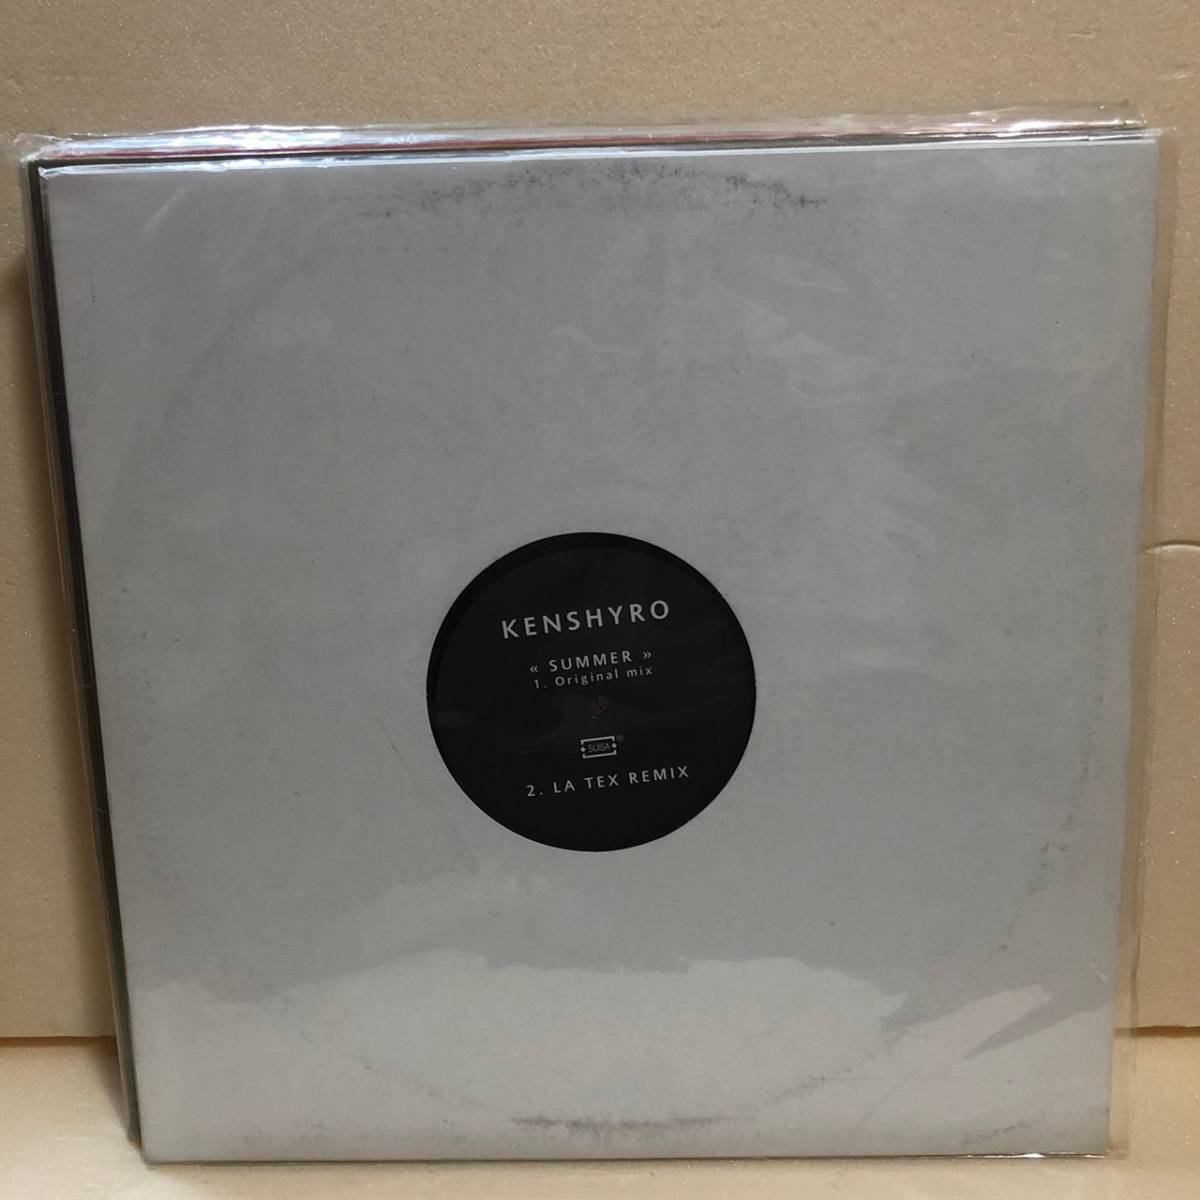 KENSHYRO
« SUMMER »
1. Original mix
SUISA ®
2. LA TEX REMIX